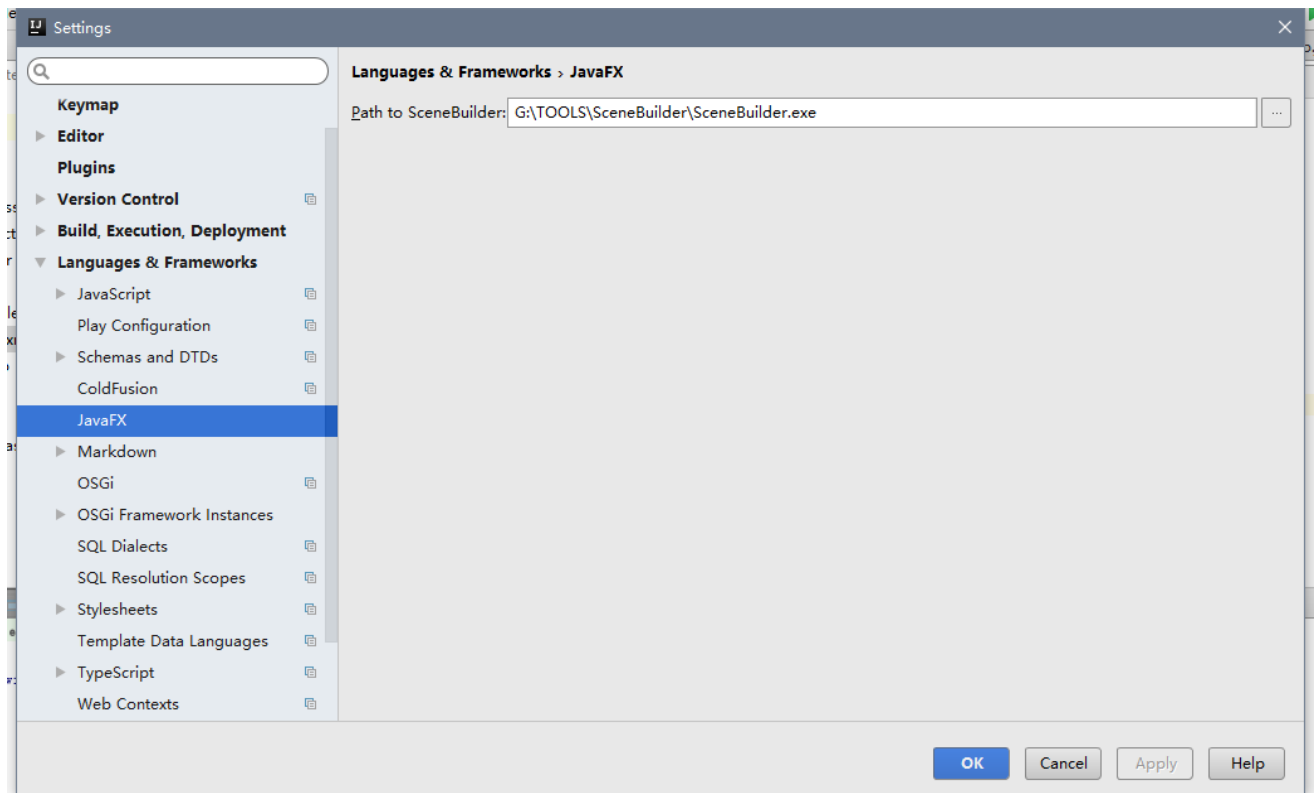 Settings
Languages & Frameworks › JavaFX
Path to SceneBuilder: G:\TOOLS\SceneBuilder\SceneBuilder.exe ...
Keymap
Editor
Plugins
Version Control
Build, Execution, Deployment
Languages & Frameworks
JavaScript
Play Configuration
Schemas and DTDs
ColdFusion
JavaFX
Markdown
OSGi
OSGi Framework Instances
SQL Dialects
SQL Resolution Scopes
Stylesheets
Template Data Languages
TypeScript
Web Contexts
OK Cancel Apply Help